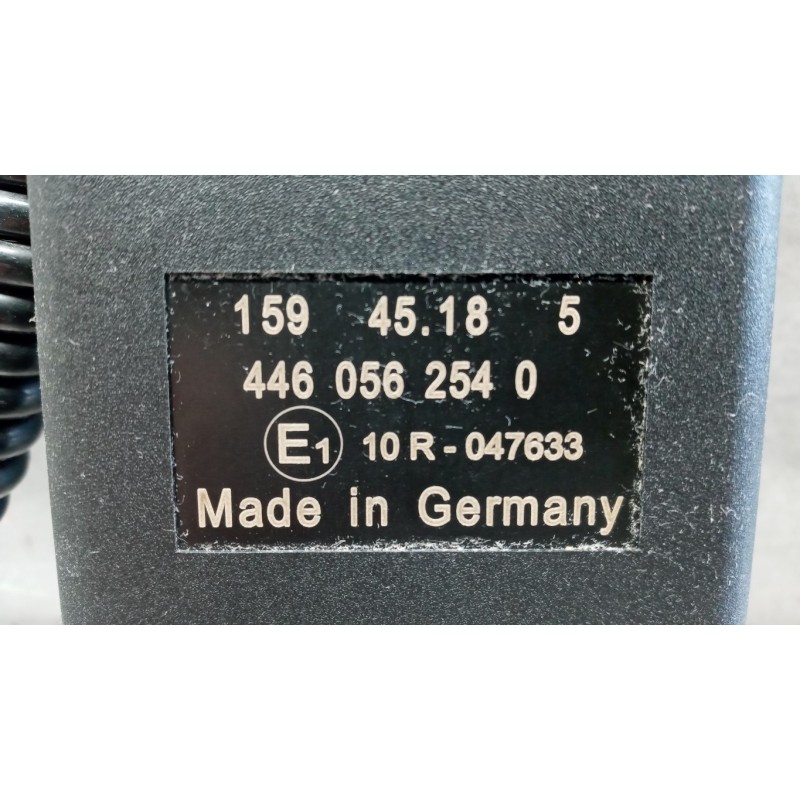 159 45.18 5
446 056 254 0
E1 10 R - 047633
Made in Germany